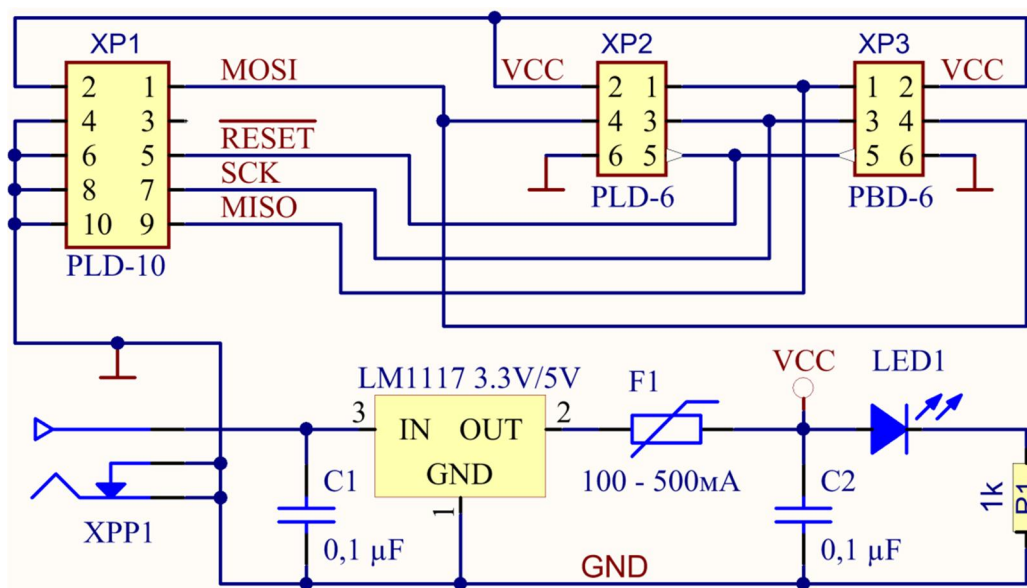 XP1
XP2
XP3
2 1 MOSI
VCC 2 1
1 2 VCC
4 3
4 3
3 4
6 5 RESET
6 5
5 6
8 7 SCK
10 9 MISO
PLD-10
PLD-6
PBD-6
VCC
LED1
LM1117 3.3V/5V
F1
3 IN OUT 2
GND
1
C1
100 - 500мА
C2
1k
R1
XPP1
0,1 µF
0,1 µF
GND